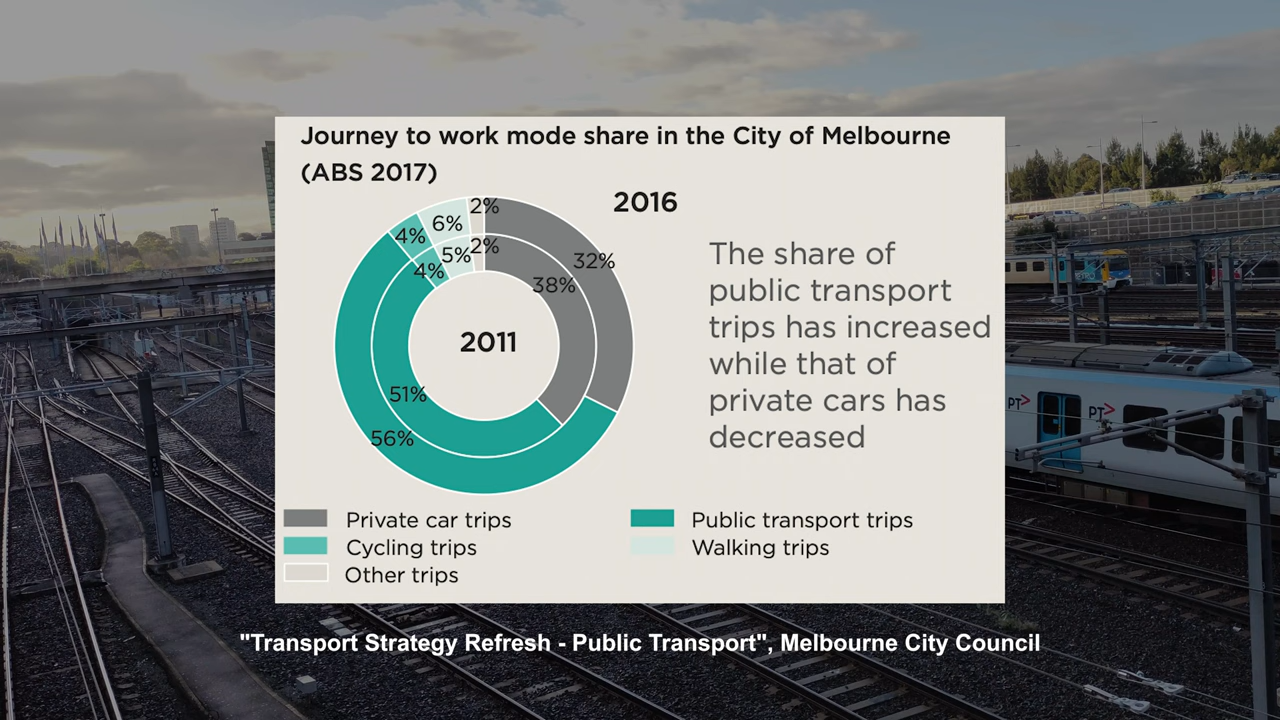 Journey to work mode share in the City of Melbourne
(ABS 2017)
2016
2%
6%
4%
2%
5%
4%
32%
38%
2011
51%
56%
The share of
public transport
trips has increased
while that of
private cars has
decreased
Private car trips
Public transport trips
Cycling trips
Walking trips
Other trips
PT>
PT>
"Transport Strategy Refresh - Public Transport", Melbourne City Council